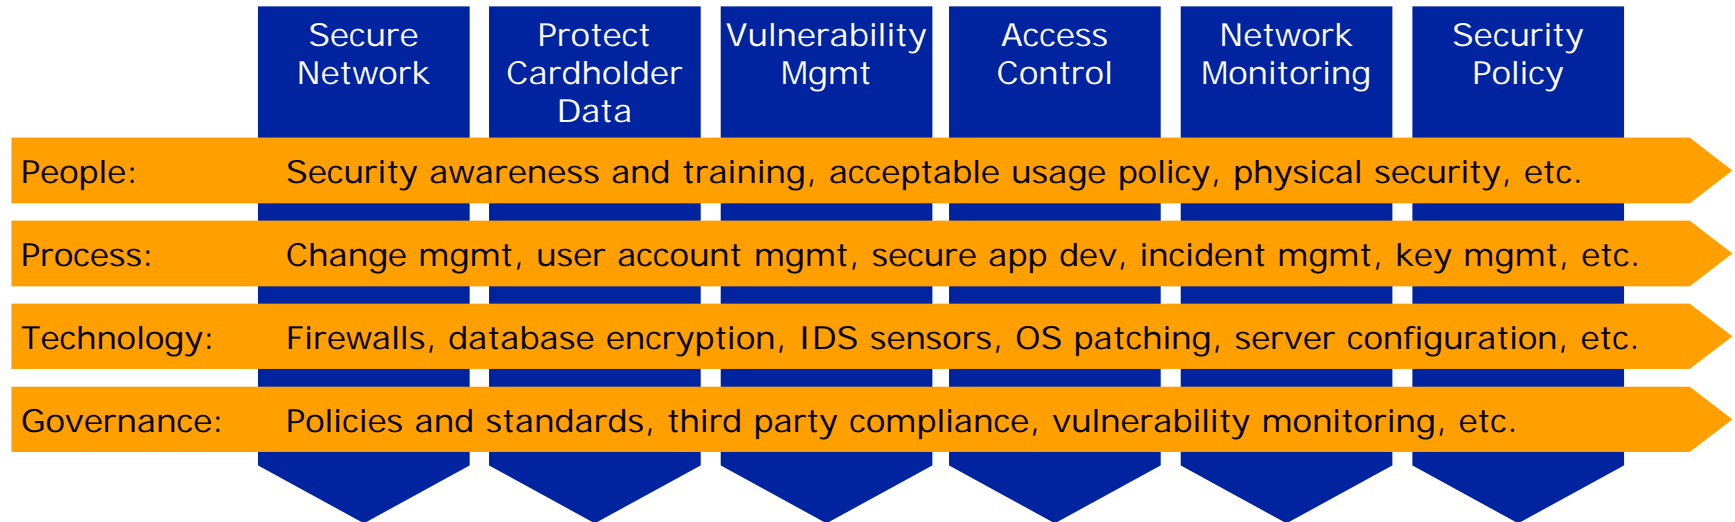 Secure
Network
Protect
Cardholder
Data
Vulnerability
Mgmt
Access
Control
Network
Monitoring
Security
Policy
People: Security awareness and training, acceptable usage policy, physical security, etc.
Process: Change mgmt, user account mgmt, secure app dev, incident mgmt, key mgmt, etc.
Technology: Firewalls, database encryption, IDS sensors, OS patching, server configuration, etc.
Governance: Policies and standards, third party compliance, vulnerability monitoring, etc.